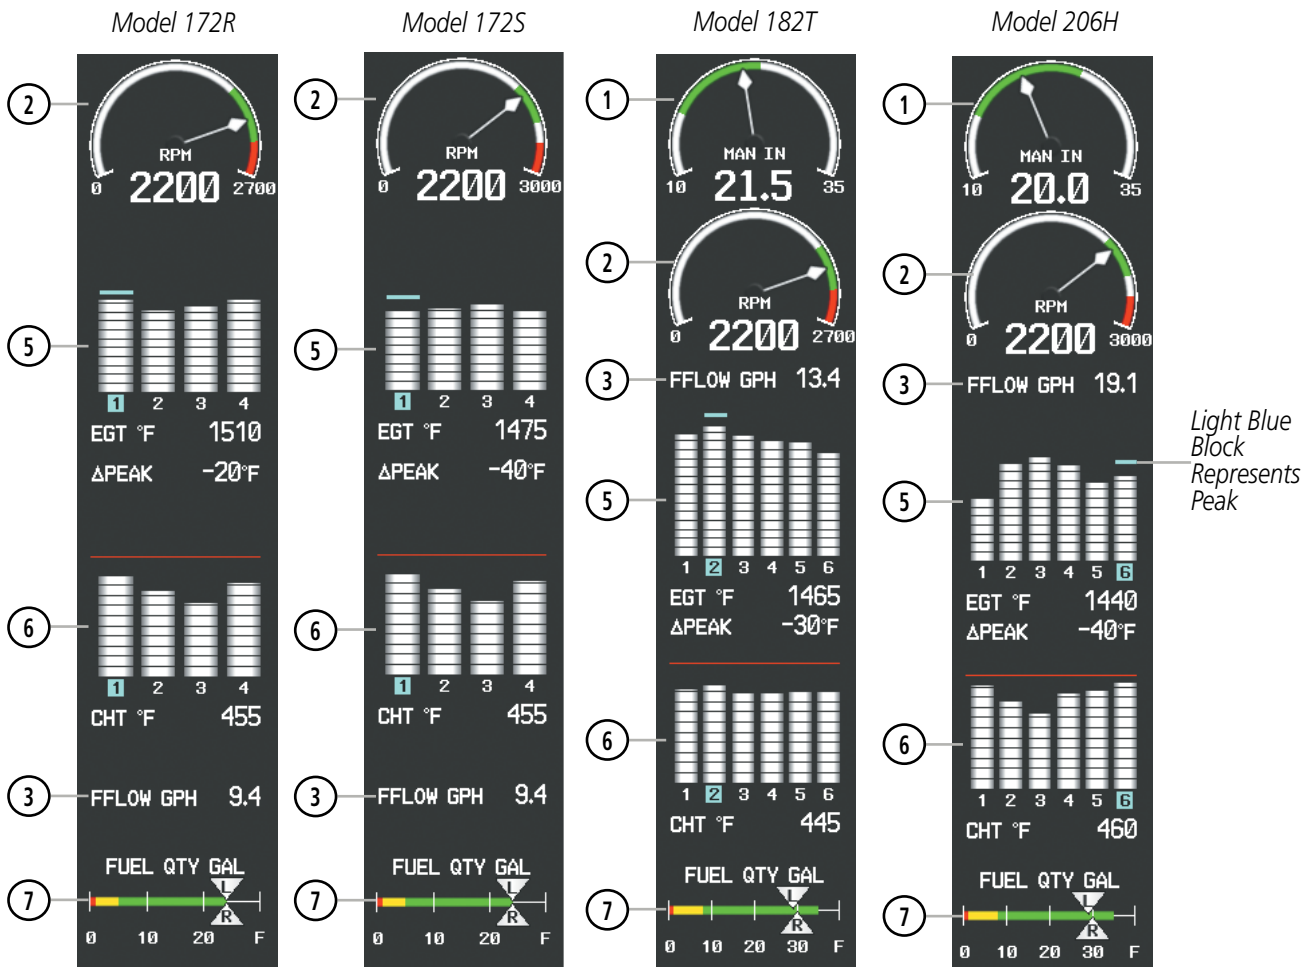 Model 172R
2
RPM
2200
0
2700
5
1 2 3 4
EGT °F 1510
ΔPEAK -20°F
6
1 2 3 4
CHT °F 455
3
FFLOW GPH 9.4
FUEL QTY GAL
7
L
R
0 10 20 F
Model 172S
2
RPM
2200
0
3000
5
1 2 3 4
EGT °F 1475
ΔPEAK -40°F
6
1 2 3 4
CHT °F 455
3
FFLOW GPH 9.4
FUEL QTY GAL
7
L
R
0 10 20 F
Model 182T
1
MAN IN
21.5
10
35
2
RPM
2200
0
2700
3
FFLOW GPH 13.4
5
1 2 3 4 5 6
EGT °F 1465
ΔPEAK -30°F
6
1 2 3 4 5 6
CHT °F 445
FUEL QTY GAL
7
L
R
0 10 20 30 F
Model 206H
1
MAN IN
20.0
10
35
2
RPM
2200
0
3000
3
FFLOW GPH 19.1
5
1 2 3 4 5 6
EGT °F 1440
ΔPEAK -40°F
6
1 2 3 4 5 6
CHT °F 460
FUEL QTY GAL
7
L
R
0 10 20 30 F
Light Blue
Block
Represents
Peak